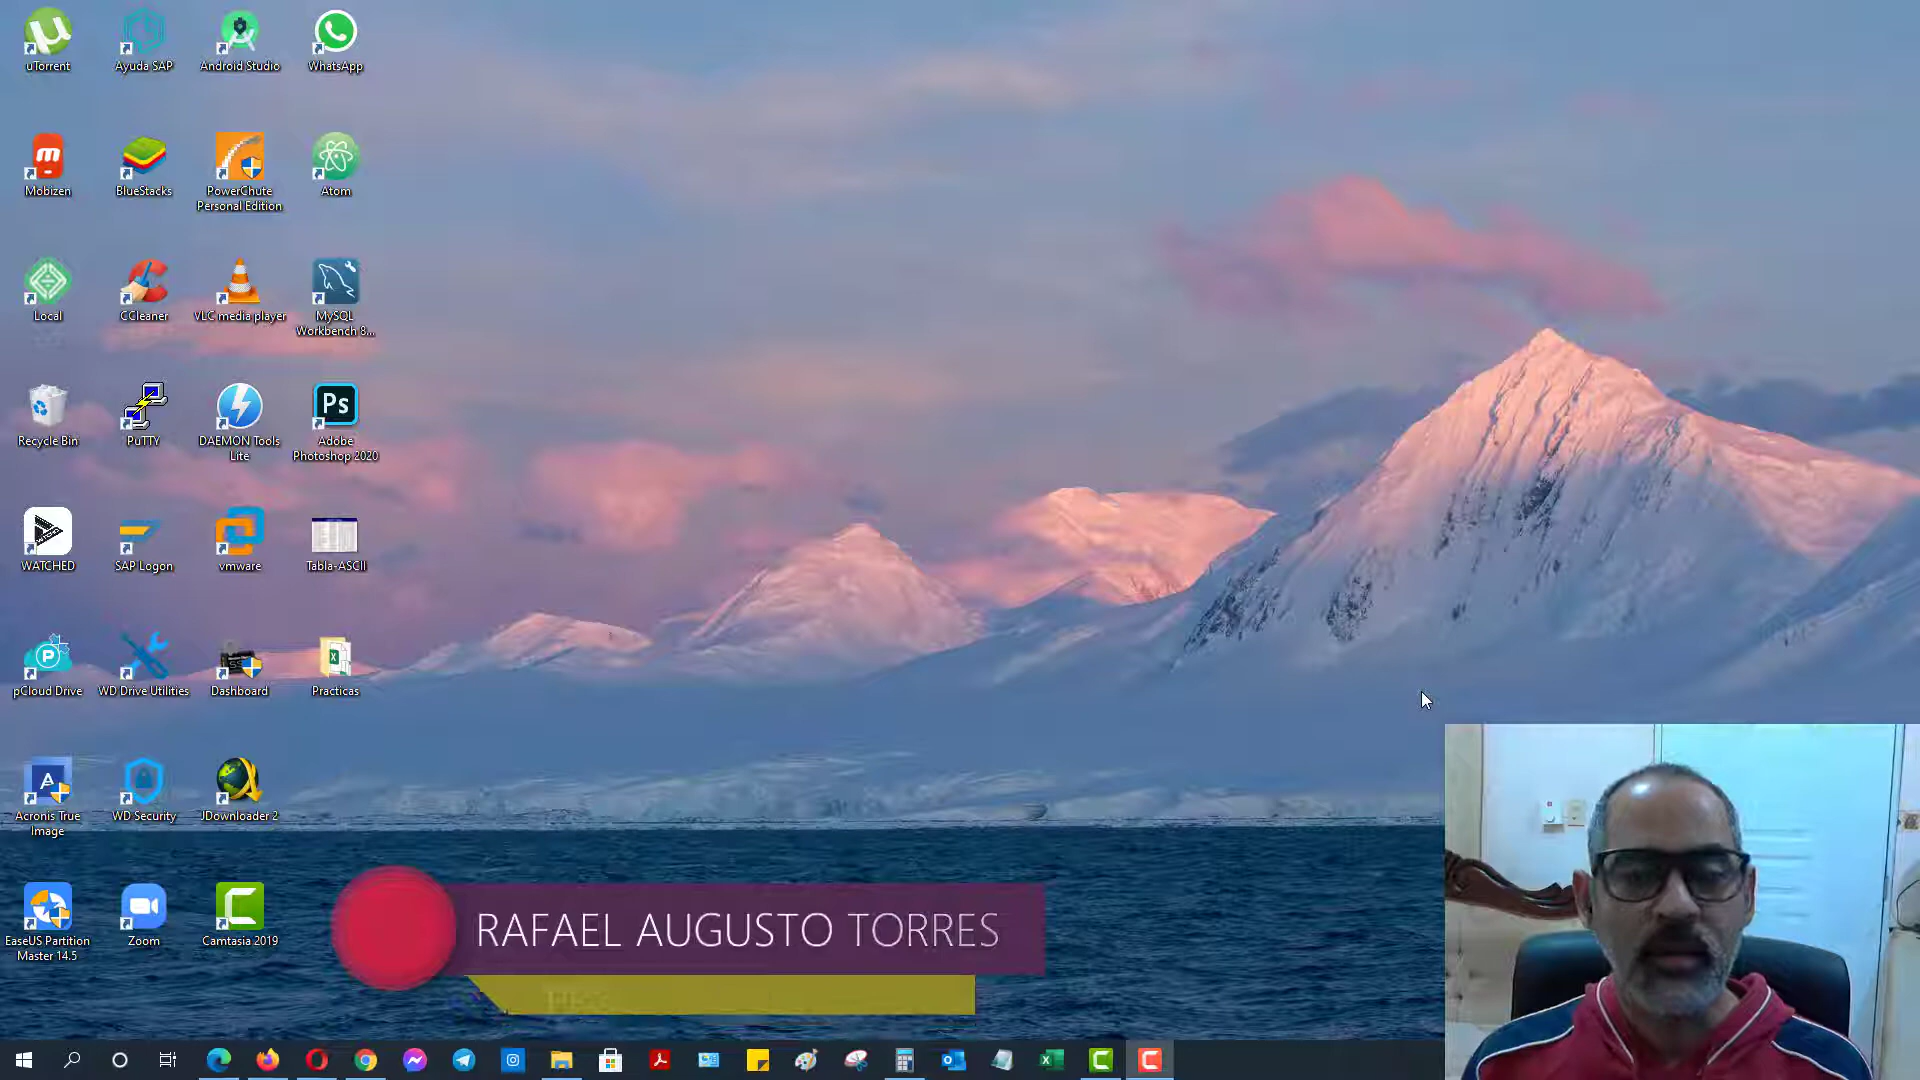 uTorrent
Ayuda SAP
Android Studio
WhatsApp
Mobizen
BlueStacks
PowerChute
Personal Edition
Atom
Local
CCleaner
VLC media player
MySQL
Workbench 8...
Recycle Bin
PuTTY
DAEMON Tools
Lite
Ps
Adobe
Photoshop 2020
WATCHED
SAP Logon
vmware
Tabla-ASCII
pCloud Drive
WD Drive Utilities
Dashboard
Practicas
Acronis True
Image
WD Security
JDownloader 2
EaseUS Partition
Master 14.5
Zoom
Camtasia 2019
RAFAEL AUGUSTO TORRES